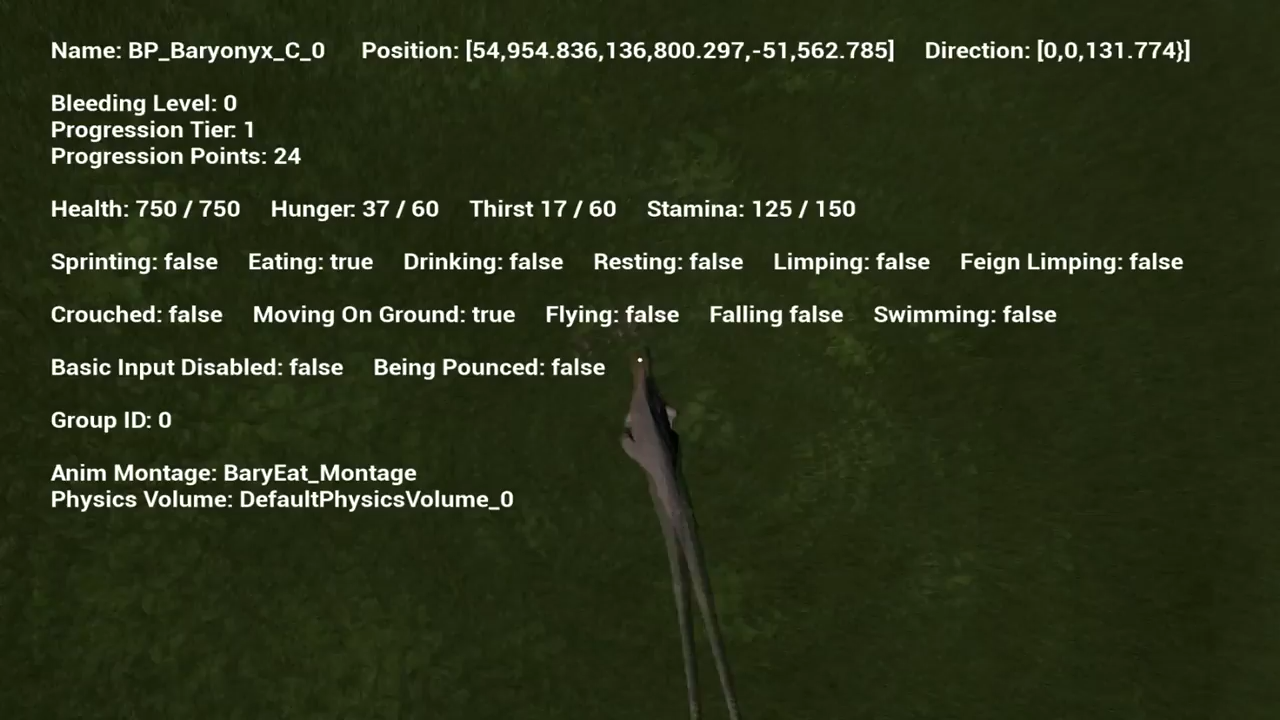 Name: BP_Baryonyx_C_0 Position: [54,954.836,136,800.297,-51,562.785] Direction: [0,0,131.774}]
Bleeding Level: 0
Progression Tier: 1
Progression Points: 24
Health: 750 / 750 Hunger: 37 / 60 Thirst 17 / 60 Stamina: 125 / 150
Sprinting: false Eating: true Drinking: false Resting: false Limping: false Feign Limping: false
Crouched: false Moving On Ground: true Flying: false Falling false Swimming: false
Basic Input Disabled: false Being Pounced: false
Group ID: 0
Anim Montage: BaryEat_Montage
Physics Volume: DefaultPhysicsVolume_0